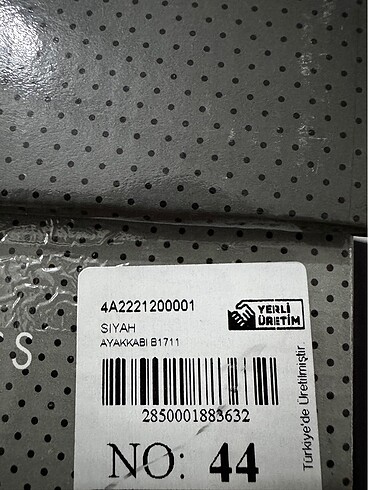 4A2221200001
SIYAH
AYAKKABI B1711
YERLİ
ÜRETİM
2850001883632
NO: 44
Türkiye'de Üretilmiştir.
S